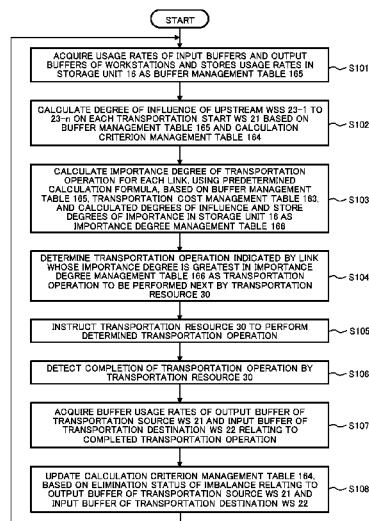 START
ACQUIRE USAGE RATES OF INPUT BUFFERS AND OUTPUT
BUFFERS OF WORKSTATIONS AND STORES USAGE RATES IN
STORAGE UNIT 16 AS BUFFER MANAGEMENT TABLE 165
S101
CALCULATE DEGREE OF INFLUENCE OF UPSTREAM WSS 23-1 TO
23-n ON EACH TRANSPORTATION START WS 21 BASED ON
BUFFER MANAGEMENT TABLE 165 AND CALCULATION
CRITERION MANAGEMENT TABLE 164
S102
CALCULATE IMPORTANCE DEGREE OF TRANSPORTATION
OPERATION FOR EACH LINK, USING PREDETERMINED
CALCULATION FORMULA, BASED ON BUFFER MANAGEMENT
TABLE 165, TRANSPORTATION COST MANAGEMENT TABLE 163,
AND CALCULATED DEGREES OF INFLUENCE AND STORE
DEGREES OF IMPORTANCE IN STORAGE UNIT 16 AS
IMPORTANCE DEGREE MANAGEMENT TABLE 166
S103
DETERMINE TRANSPORTATION OPERATION INDICATED BY LINK
WHOSE IMPORTANCE DEGREE IS GREATEST IN IMPORTANCE
DEGREE MANAGEMENT TABLE 166 AS TRANSPORTATION
OPERATION TO BE PERFORMED NEXT BY TRANSPORTATION
RESOURCE 30
S104
INSTRUCT TRANSPORTATION RESOURCE 30 TO PERFORM
DETERMINED TRANSPORTATION OPERATION
S105
DETECT COMPLETION OF TRANSPORTATION OPERATION BY
TRANSPORTATION RESOURCE 30
S106
ACQUIRE BUFFER USAGE RATES OF OUTPUT BUFFER OF
TRANSPORTATION SOURCE WS 21 AND INPUT BUFFER OF
TRANSPORTATION DESTINATION WS 22 RELATING TO
COMPLETED TRANSPORTATION OPERATION
S107
UPDATE CALCULATION CRITERION MANAGEMENT TABLE 164,
BASED ON ELIMINATION STATUS OF IMBALANCE RELATING TO
OUTPUT BUFFER OF TRANSPORTATION SOURCE WS 21 AND
INPUT BUFFER OF TRANSPORTATION DESTINATION WS 22
S108